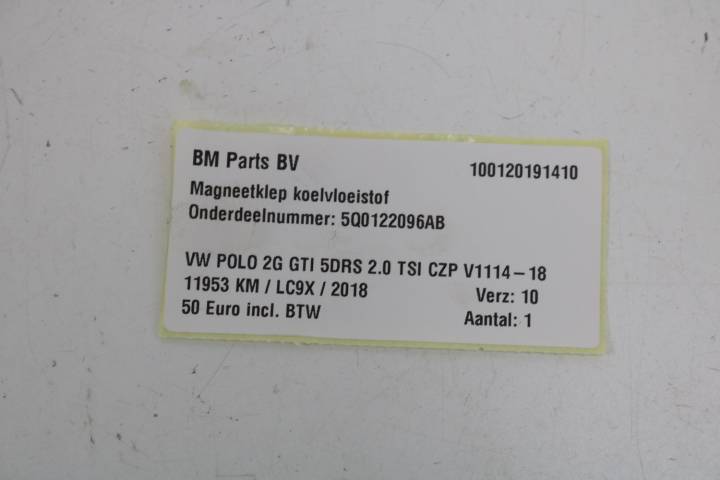 BM Parts BV 100120191410
Magneetklep koelvloeistof
Onderdeelnummer: 5Q0122096AB
VW POLO 2G GTI 5DRS 2.0 TSI CZP V1114-18
11953 KM / LC9X / 2018 Verz: 10
50 Euro incl. BTW Aantal: 1